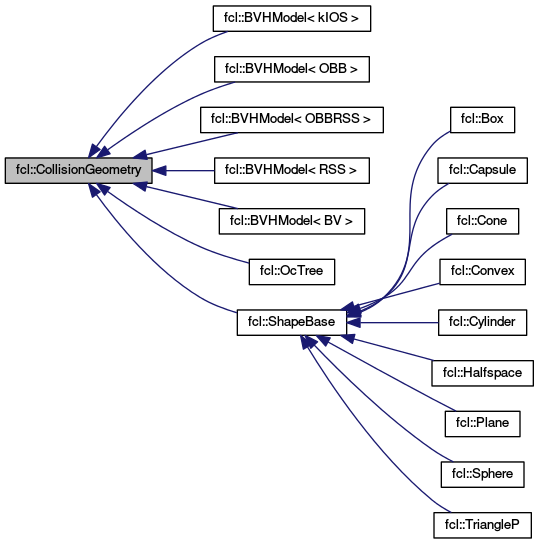 fcl::BVHModel< kIOS >
fcl::BVHModel< OBB >
fcl::BVHModel< OBBRSS >
fcl::Box
fcl::CollisionGeometry
fcl::BVHModel< RSS >
fcl::Capsule
fcl::BVHModel< BV >
fcl::Cone
fcl::OcTree
fcl::Convex
fcl::ShapeBase
fcl::Cylinder
fcl::Halfspace
fcl::Plane
fcl::Sphere
fcl::TriangleP